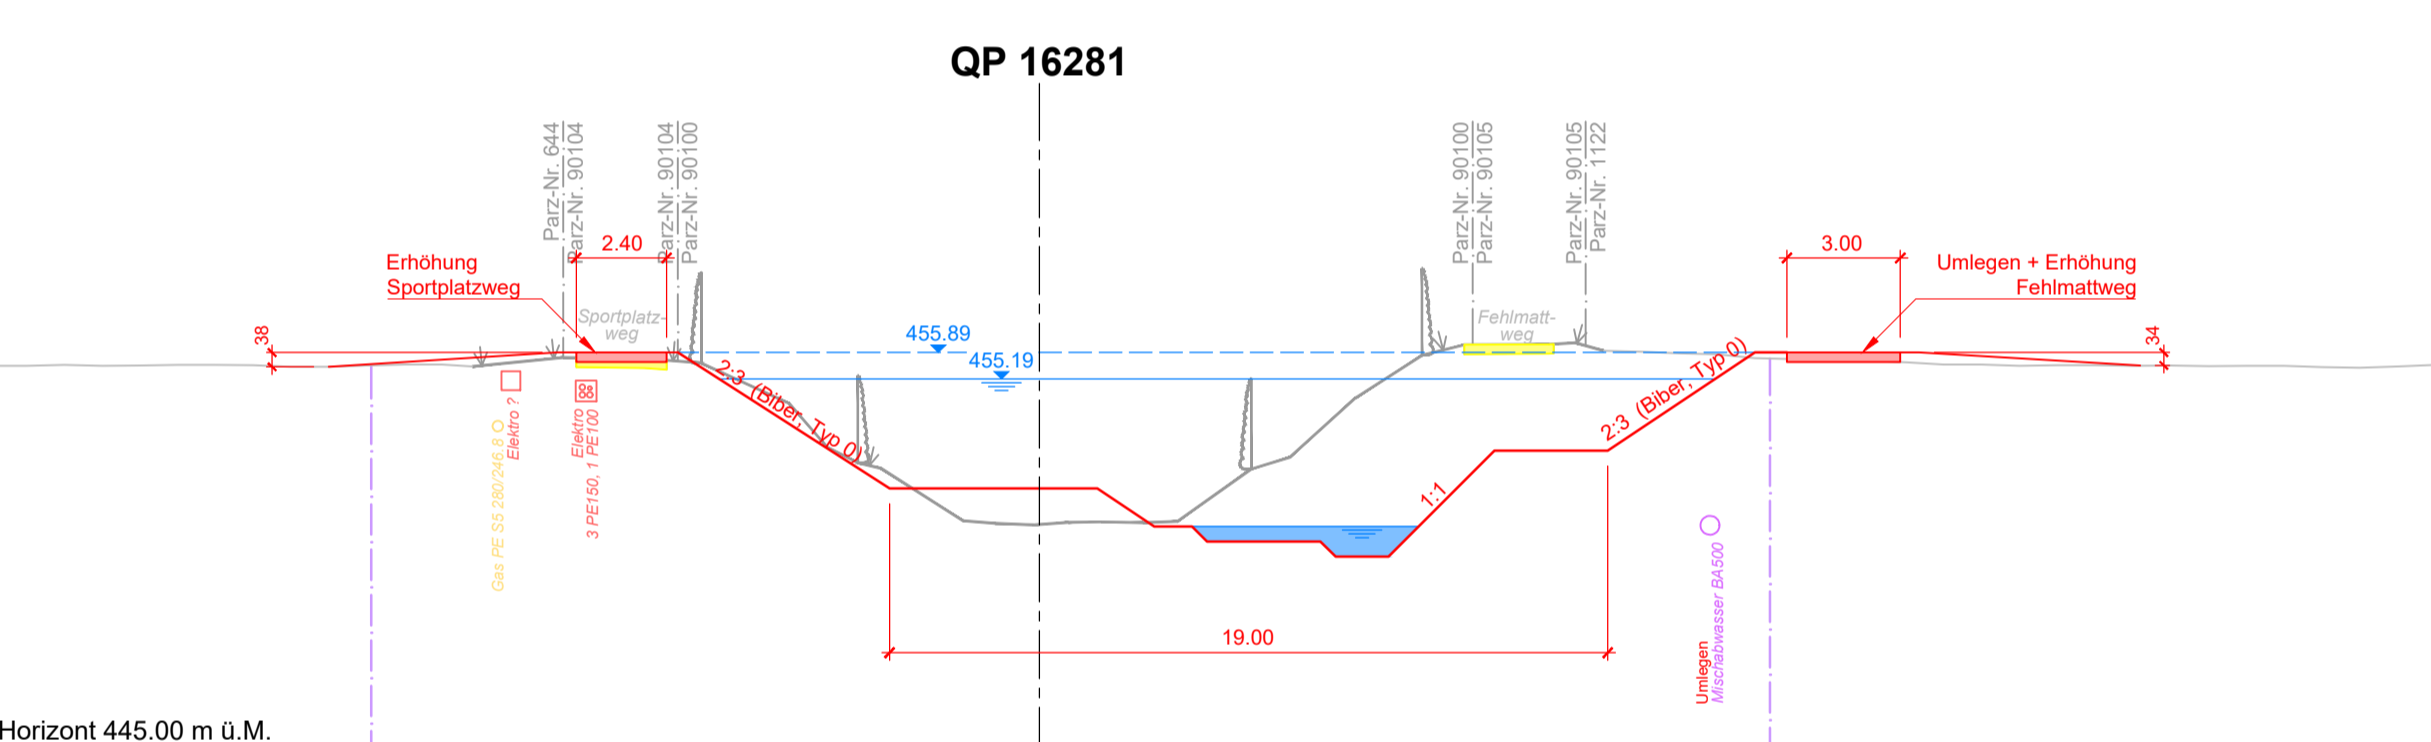 QP 16281
Parz-Nr. 644
Parz-Nr. 90104
Parz-Nr. 90104
Parz-Nr. 90100
Parz-Nr. 90100
Parz-Nr. 90105
Parz-Nr. 90105
Parz-Nr. 1122
2.40
3.00
Erhöhung
Sportplatzweg
Umlegen + Erhöhung
Fehlmattweg
Sportplatz-
weg
Fehlmatt-
weg
38
34
455.89
455.19
2:3 (Biber, Typ 0)
2:3 (Biber, Typ 0)
1:1
Gas PE S5 280/246.8
Elektro ?
Elektro
3 PE150, 1 PE100
19.00
Umlegen
Mischabwasser BA500
Horizont 445.00 m ü.M.